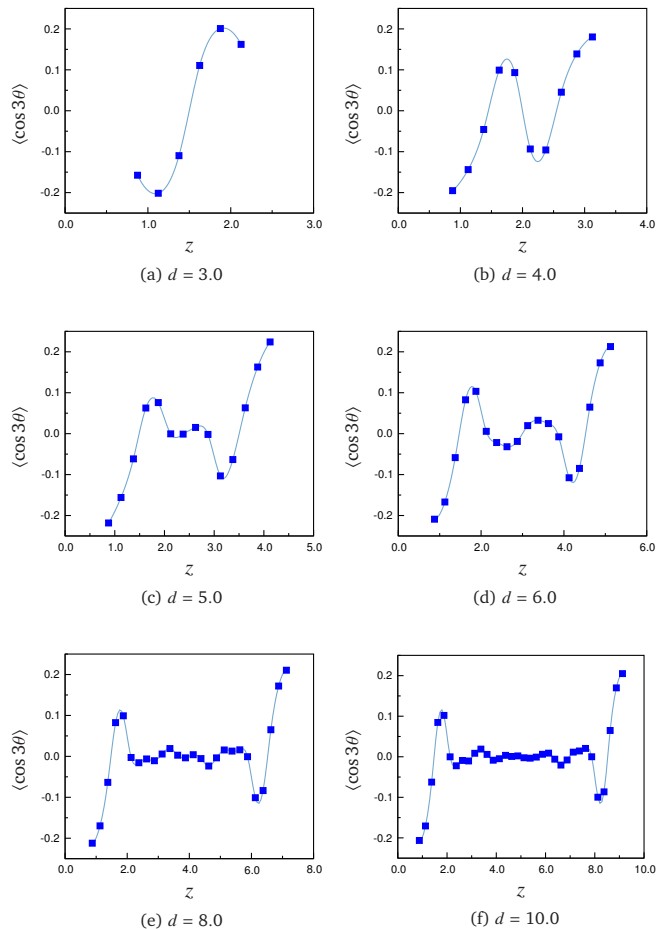 0.2
0.1
0.0
-0.1
-0.2
⟨cos 3θ⟩
0.0 1.0 2.0 3.0
z
(a) d = 3.0
0.2
0.1
0.0
-0.1
-0.2
⟨cos 3θ⟩
0.0 1.0 2.0 3.0 4.0
z
(b) d = 4.0
0.2
0.1
0.0
-0.1
-0.2
⟨cos 3θ⟩
0.0 1.0 2.0 3.0 4.0 5.0
z
(c) d = 5.0
0.2
0.1
0.0
-0.1
-0.2
⟨cos 3θ⟩
0.0 2.0 4.0 6.0
z
(d) d = 6.0
0.2
0.1
0.0
-0.1
-0.2
⟨cos 3θ⟩
0.0 2.0 4.0 6.0 8.0
z
(e) d = 8.0
0.2
0.1
0.0
-0.1
-0.2
⟨cos 3θ⟩
0.0 2.0 4.0 6.0 8.0 10.0
z
(f) d = 10.0